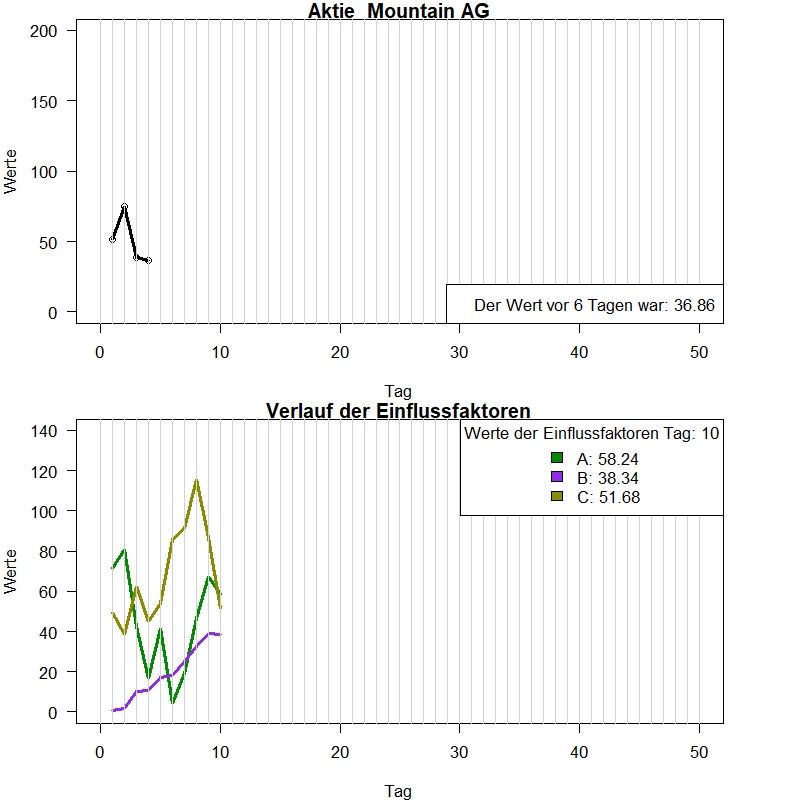 Aktie  Mountain AG
200
150
100
50
0
Werte
Der Wert vor 6 Tagen war: 36.86
0 10 20 30 40 50
Tag
Verlauf der Einflussfaktoren
140
120
100
80
60
40
20
0
Werte
Werte der Einflussfaktoren Tag: 10
A: 58.24
B: 38.34
C: 51.68
0 10 20 30 40 50
Tag